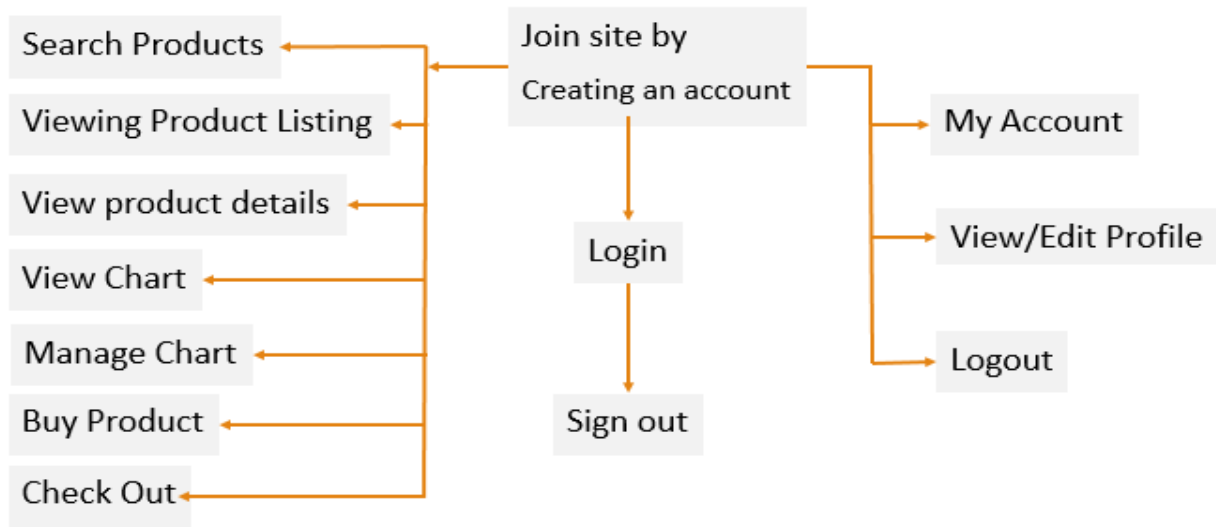 Join site by
Creating an account
Search Products
Viewing Product Listing
View product details
View Chart
Manage Chart
Buy Product
Check Out
Login
Sign out
My Account
View/Edit Profile
Logout